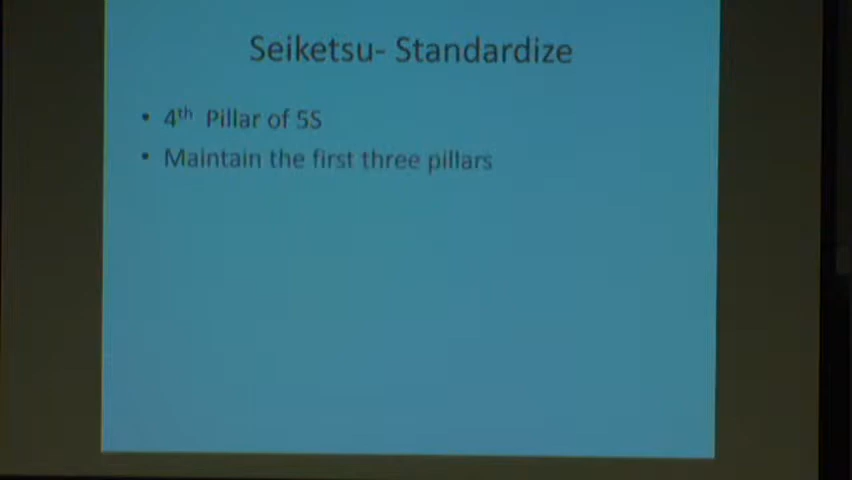 Seiketsu- Standardize
• 4th Pillar of 5S
• Maintain the first three pillars